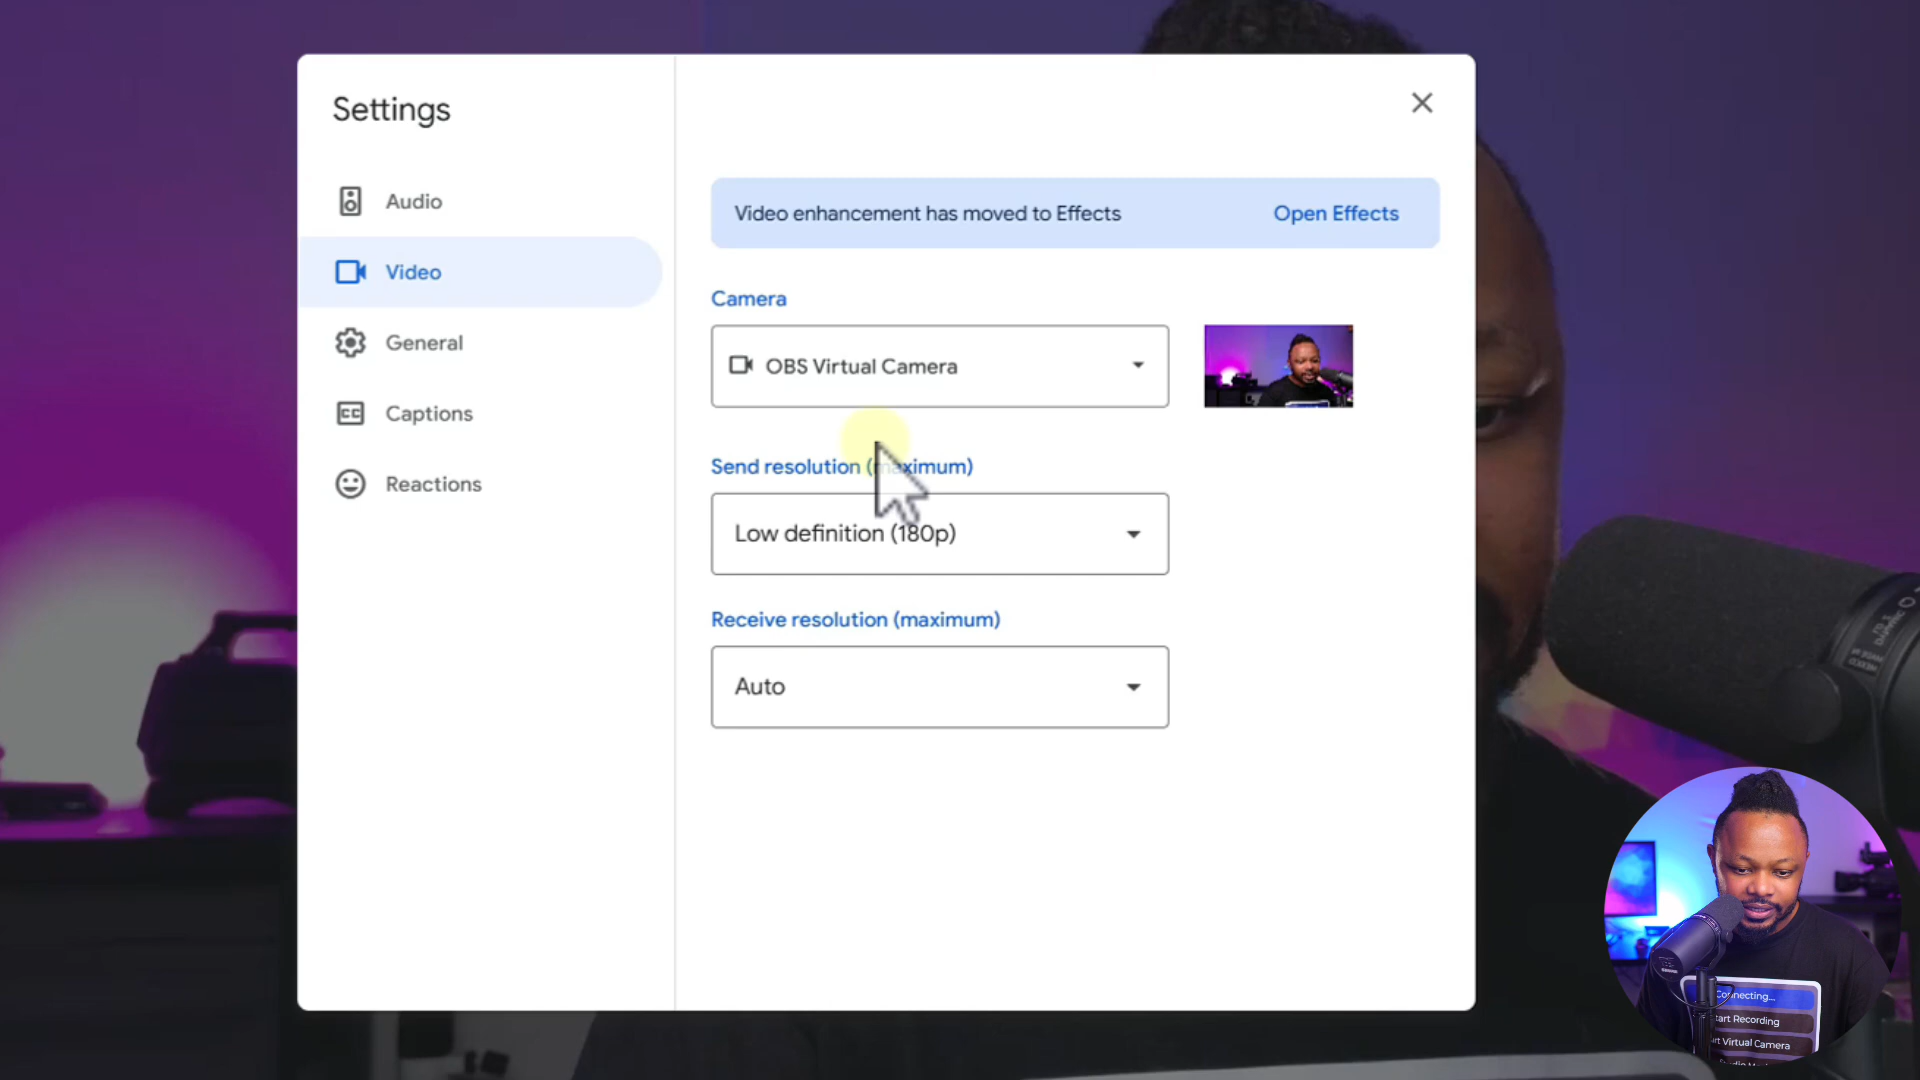 Settings
Audio
Video
General
Captions
Reactions
Video enhancement has moved to Effects
Open Effects
Camera
OBS Virtual Camera
Send resolution (maximum)
Low definition (180p)
Receive resolution (maximum)
Auto
Connecting...
Start Recording
Virtual Camera